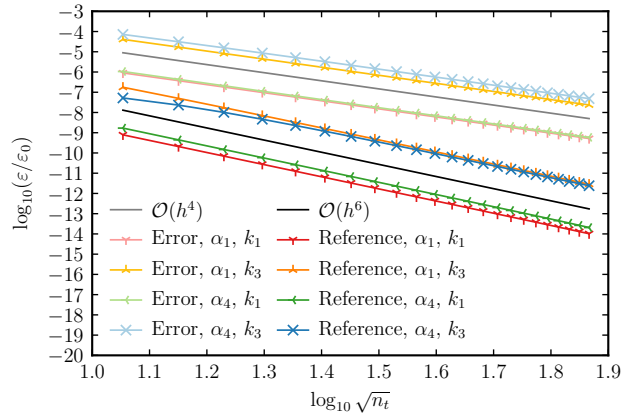 −3
−4
−5
−6
−7
−8
−9
−10
−11
−12
−13
−14
−15
−16
−17
−18
−19
−20
log₁₀(ε/ε₀)
𝒪(h⁴)
Error, α₁, k₁
Error, α₁, k₃
Error, α₄, k₁
Error, α₄, k₃
𝒪(h⁶)
Reference, α₁, k₁
Reference, α₁, k₃
Reference, α₄, k₁
Reference, α₄, k₃
1.0 1.1 1.2 1.3 1.4 1.5 1.6 1.7 1.8 1.9
log₁₀ √nₜ